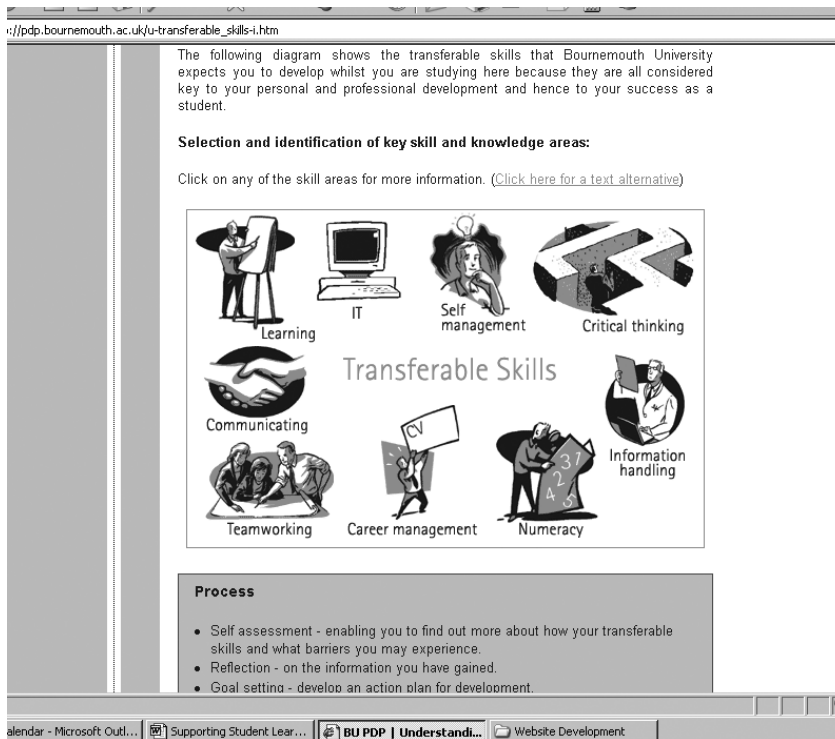 ://pdp.bournemouth.ac.uk/u-transferable_skills-i.htm
The following diagram shows the transferable skills that Bournemouth University
expects you to develop whilst you are studying here because they are all considered
key to your personal and professional development and hence to your success as a
student.
Selection and identification of key skill and knowledge areas:
Click on any of the skill areas for more information. (Click here for a text alternative)
Learning
IT
Self
management
Critical thinking
Communicating
Transferable Skills
Information
handling
CV
3 1
2
4 5
Teamworking
Career management
Numeracy
Process
• Self assessment - enabling you to find out more about how your transferable
skills and what barriers you may experience.
• Reflection - on the information you have gained.
• Goal setting - develop an action plan for development.
alendar - Microsoft Outl...
Supporting Student Lear...
BU PDP | Understandi...
Website Development